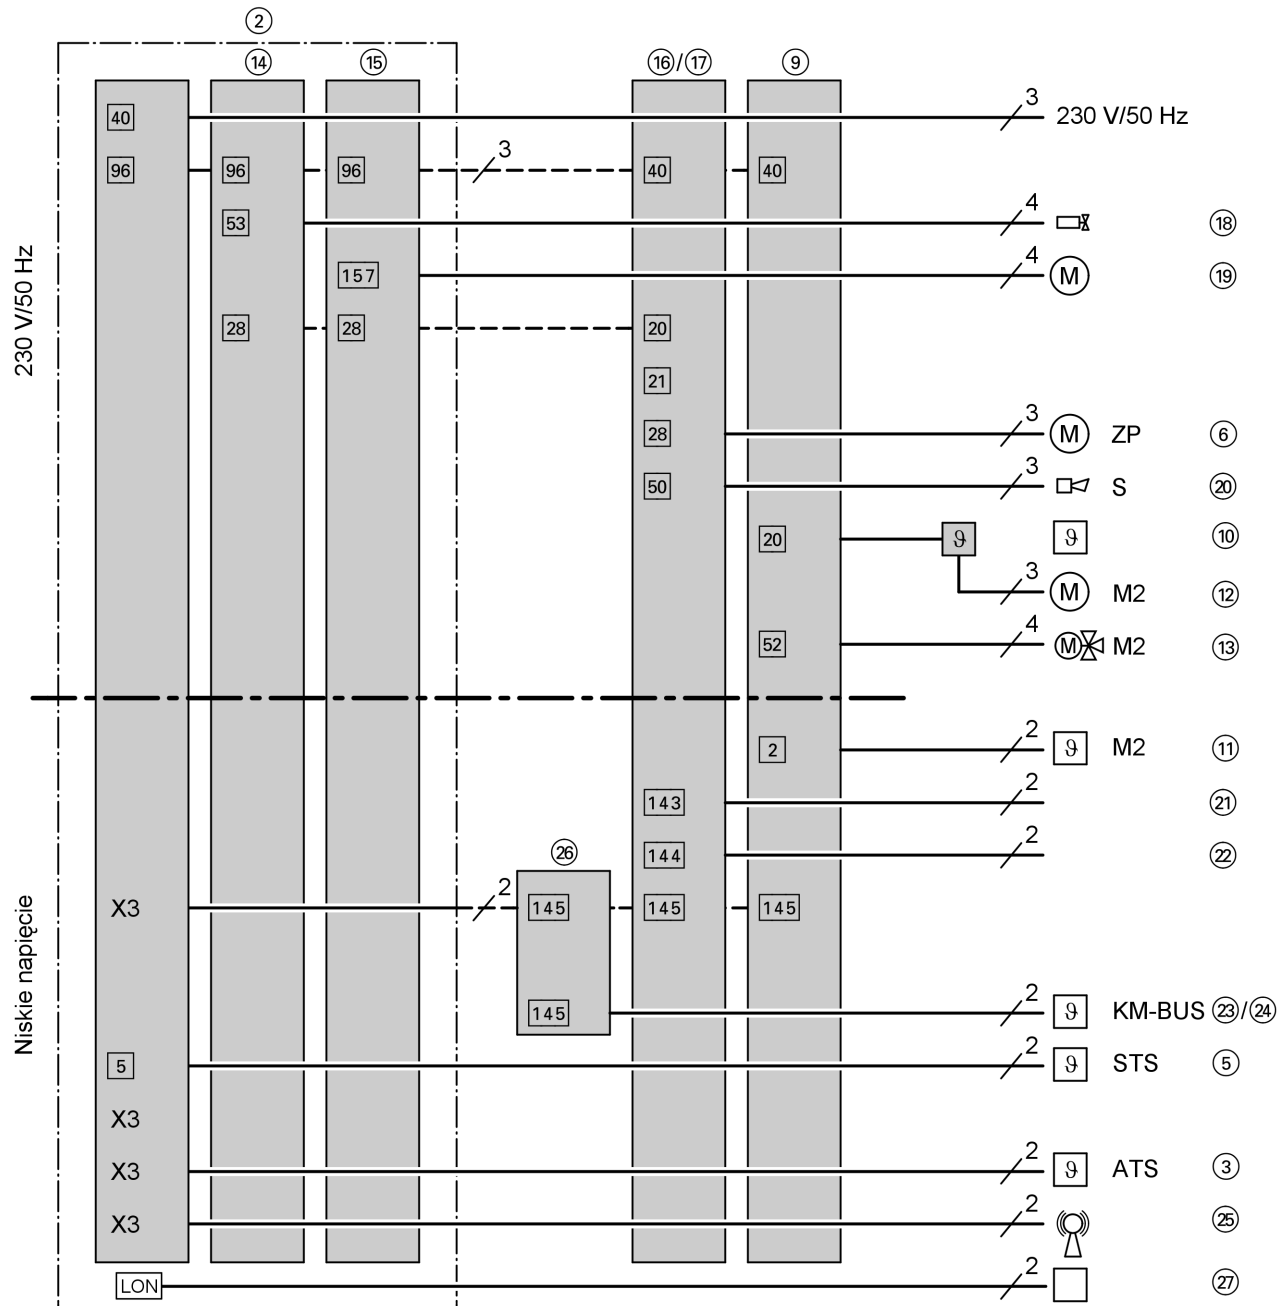 2
14 15 16/17 9
40 3 230 V/50 Hz
96 96 96 3 40 40
53 4 18
157 4 M 19
28 28 20
21
28 3 M ZP 6
50 3 S 20
20 ϑ ϑ 10
3 M M2 12
52 4 M M2 13
230 V/50 Hz
2 2 ϑ M2 11
143 2 21
26 144 2 22
X3 2 145 145 145
145 2 ϑ KM-BUS 23/24
5 2 ϑ STS 5
X3
X3 2 ϑ ATS 3
X3 2 25
LON 2 27
Niskie napięcie